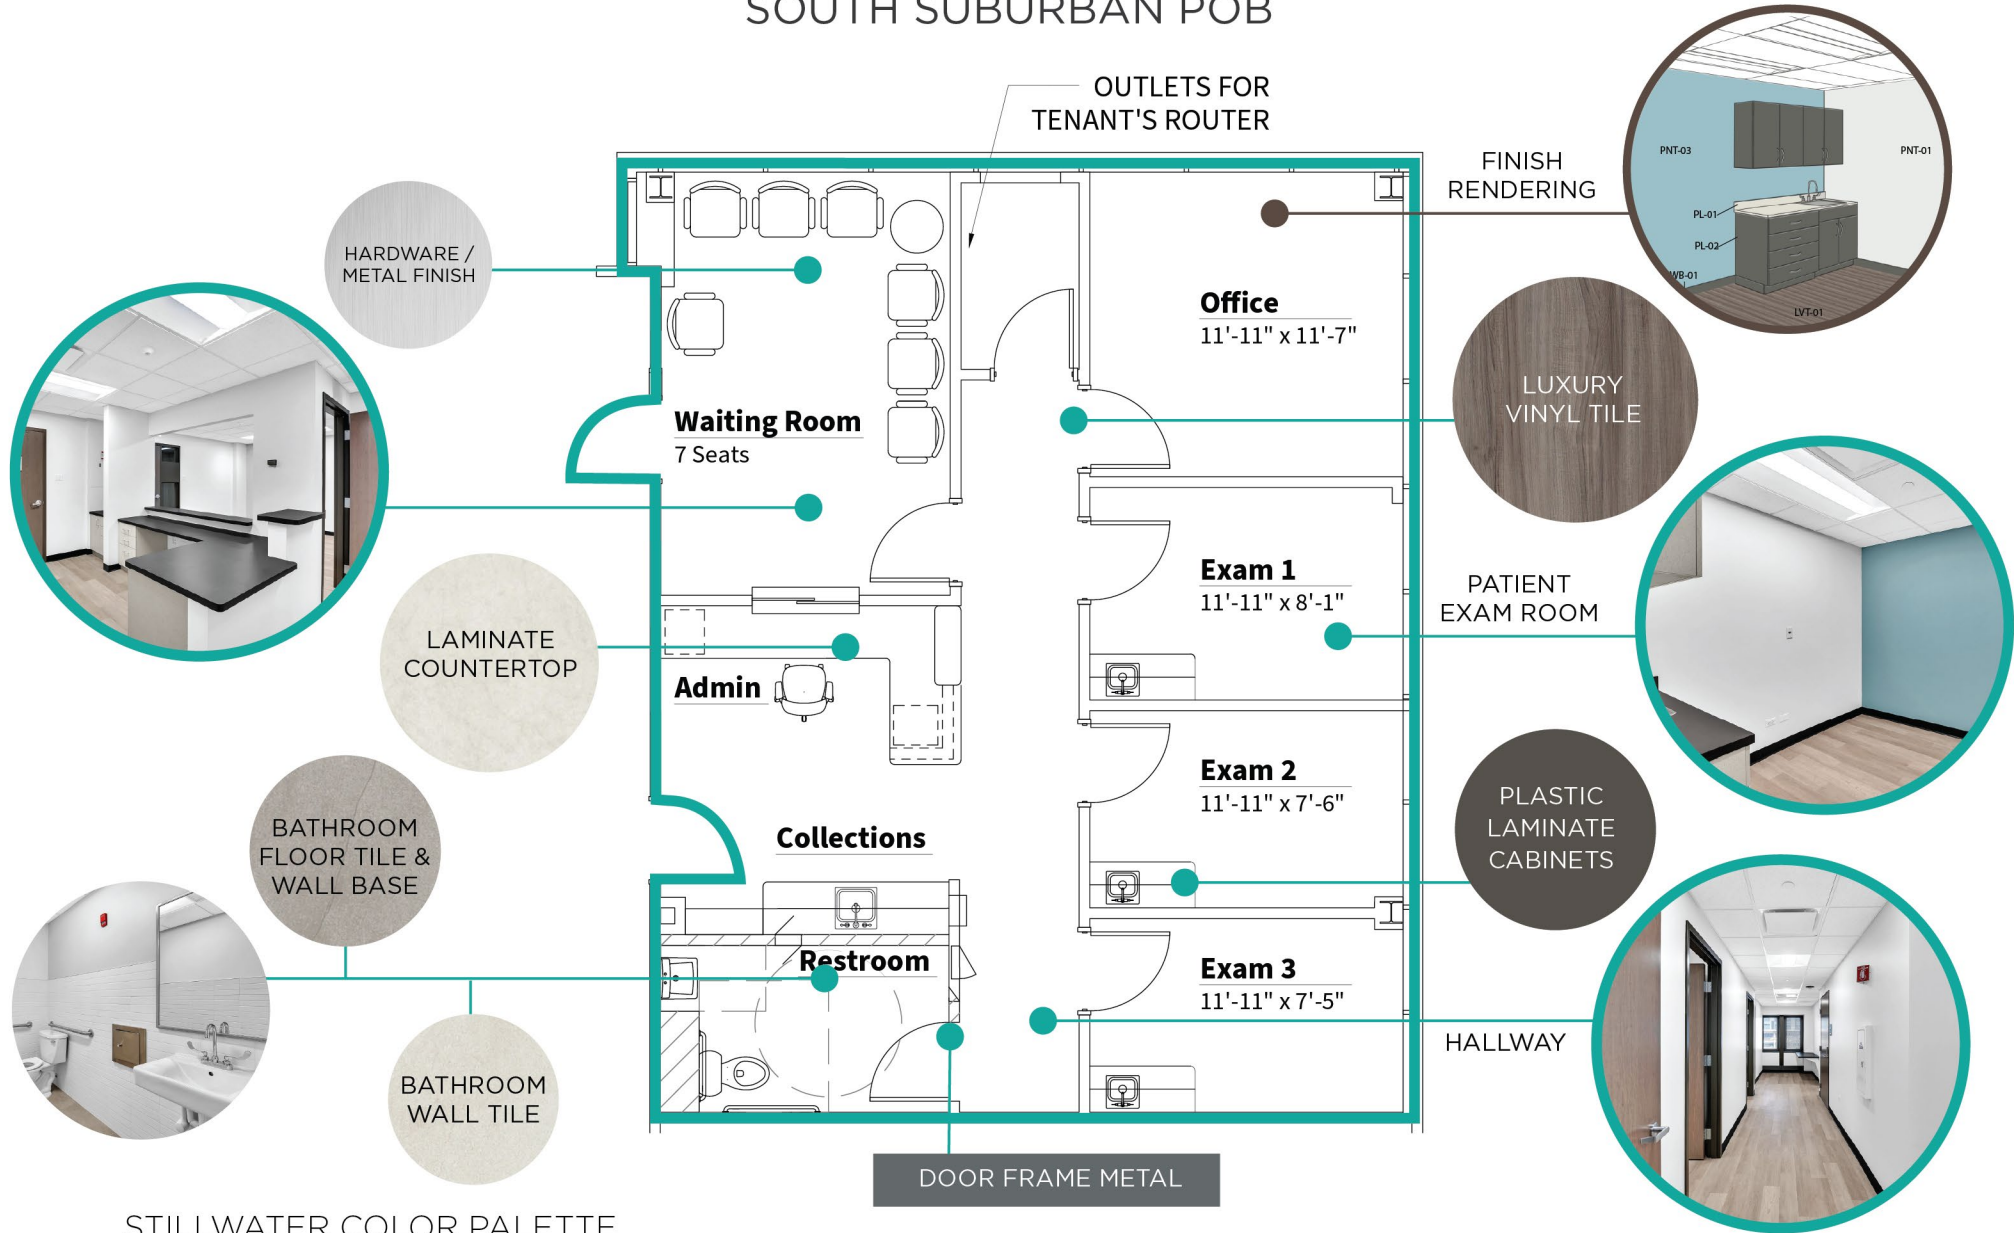 SOUTH SUBURBAN POB
OUTLETS FOR
TENANT'S ROUTER
FINISH
RENDERING
PNT-03
PNT-01
PL-01
PL-02
WB-01
LVT-01
HARDWARE /
METAL FINISH
Office
11'-11" x 11'-7"
LUXURY
VINYL TILE
Waiting Room
7 Seats
Exam 1
11'-11" x 8'-1"
PATIENT
EXAM ROOM
LAMINATE
COUNTERTOP
Admin
Exam 2
11'-11" x 7'-6"
PLASTIC
LAMINATE
CABINETS
BATHROOM
FLOOR TILE &
WALL BASE
Collections
Restroom
Exam 3
11'-11" x 7'-5"
HALLWAY
BATHROOM
WALL TILE
DOOR FRAME METAL
STILLWATER COLOR PALETTE